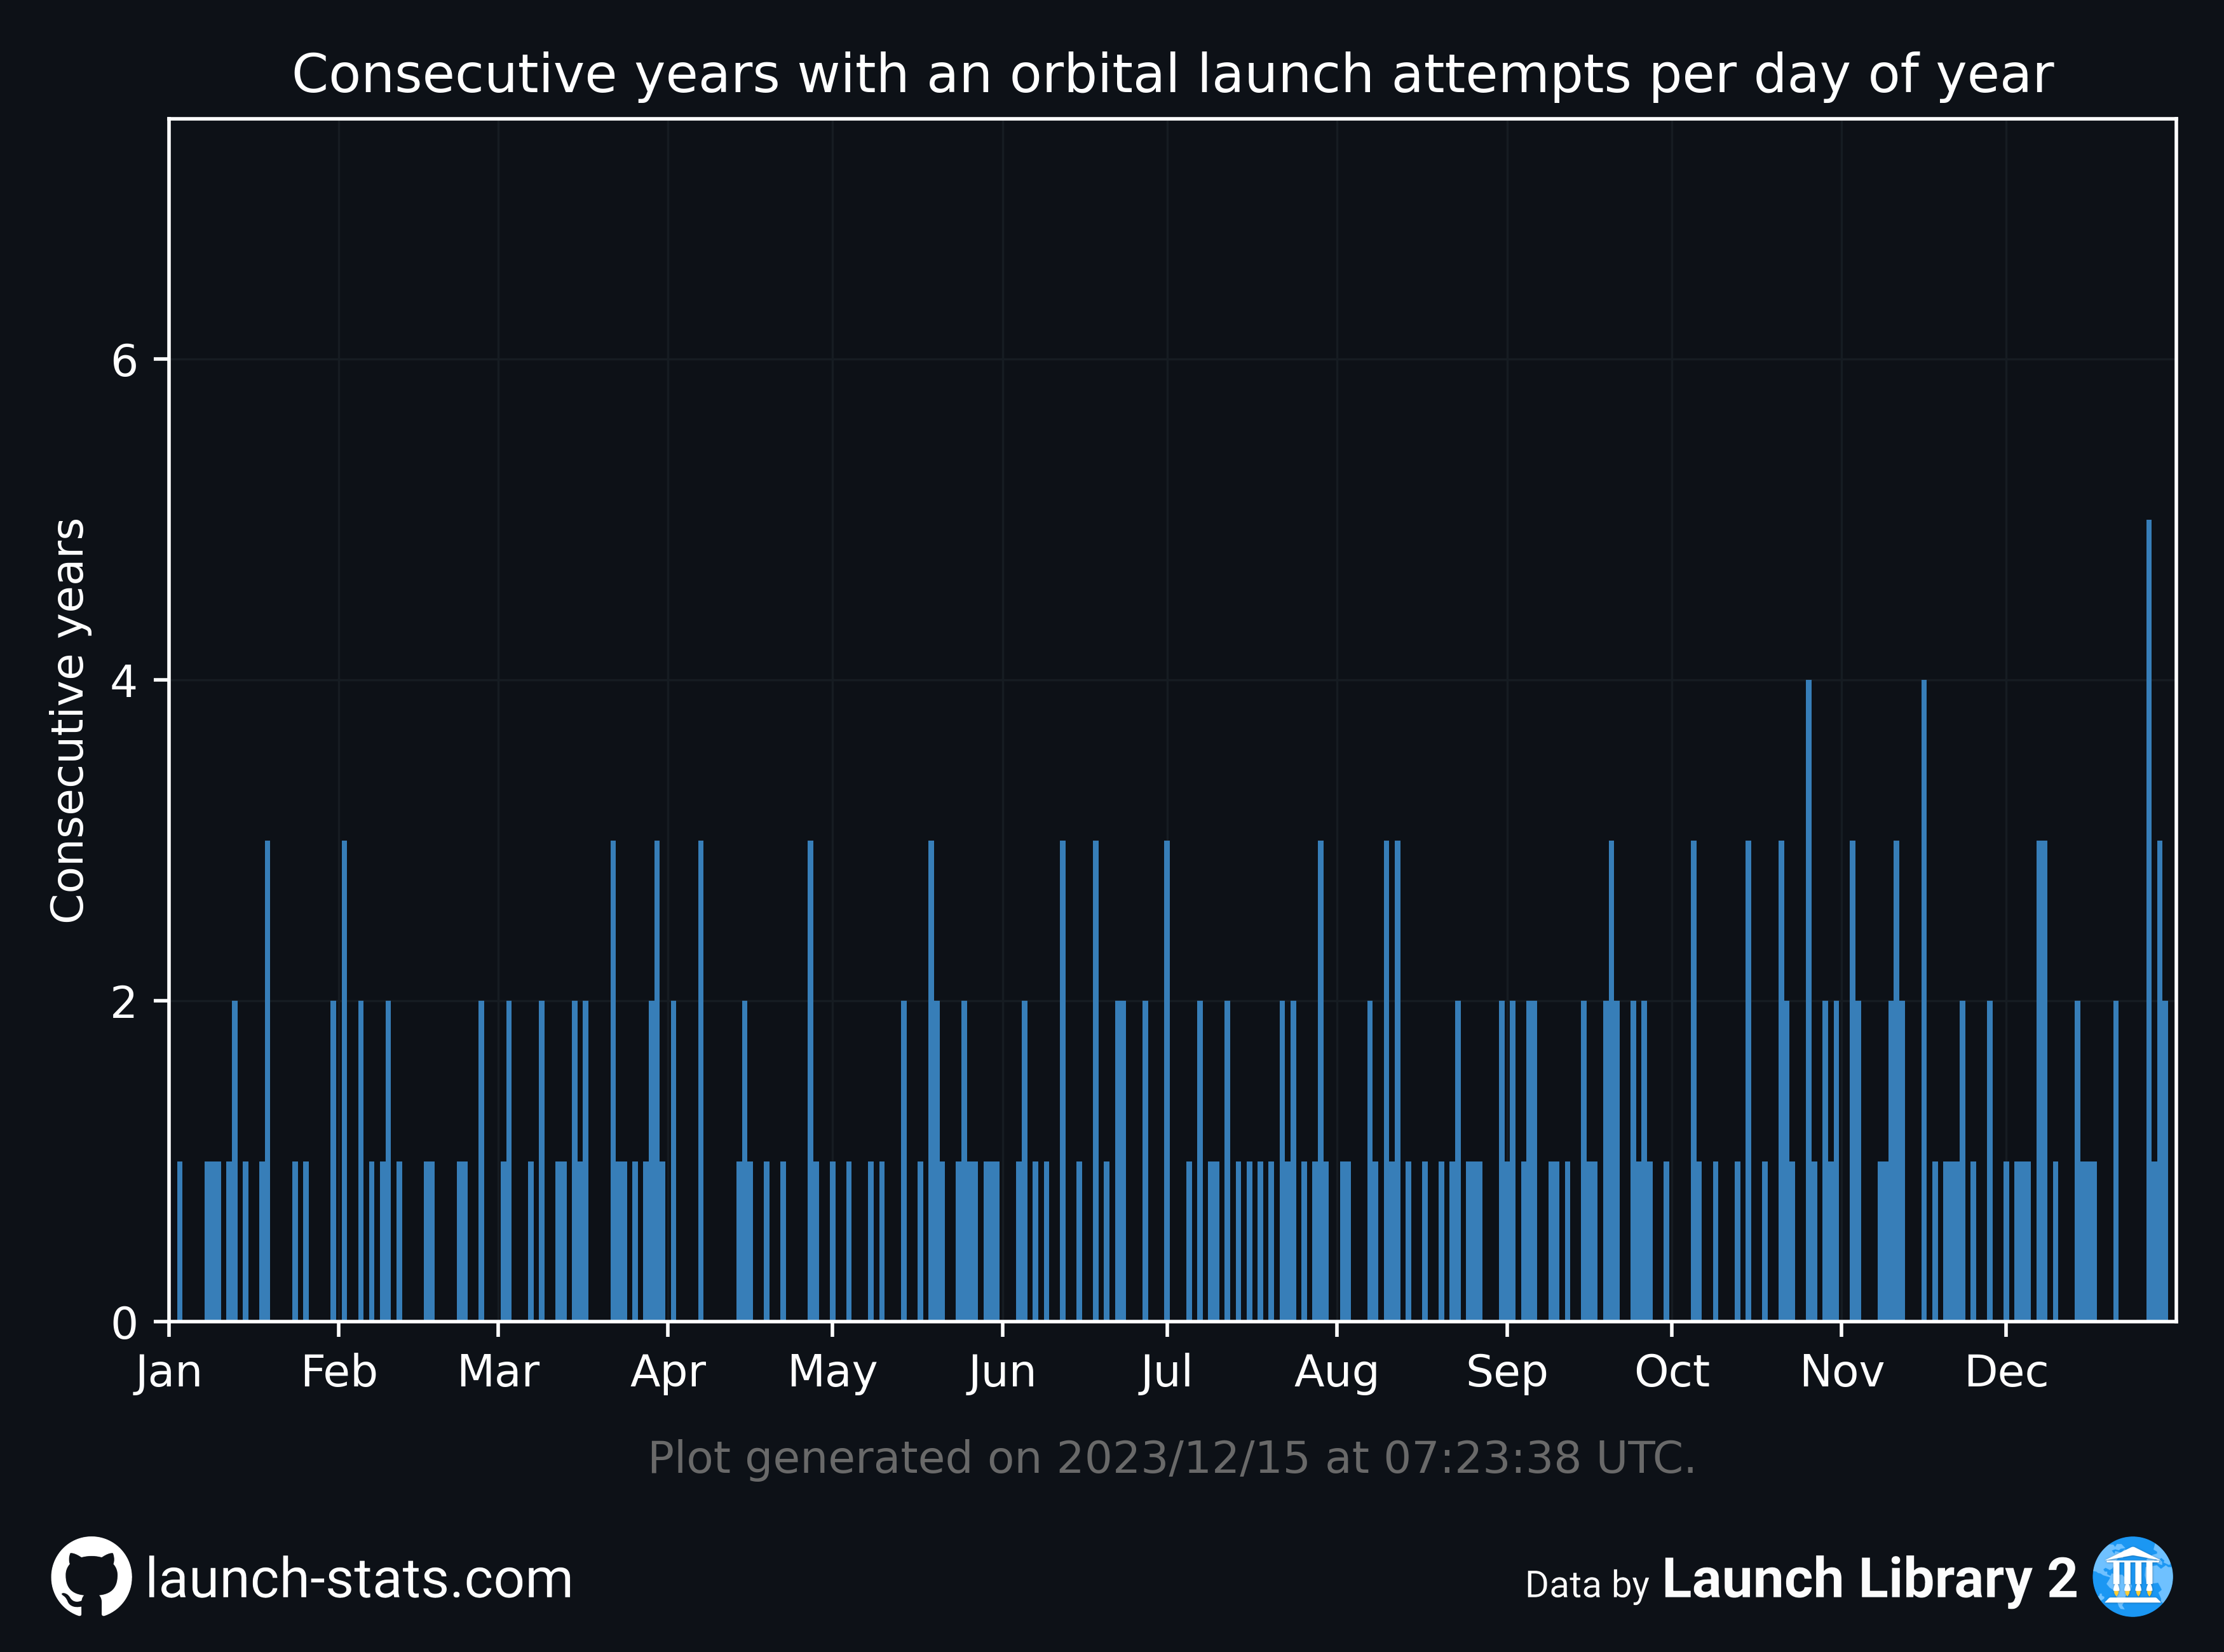 Consecutive years with an orbital launch attempts per day of year
Consecutive years
6
4
2
0
Jan Feb Mar Apr May Jun Jul Aug Sep Oct Nov Dec
Plot generated on 2023/12/15 at 07:23:38 UTC.
launch-stats.com
Data by Launch Library 2